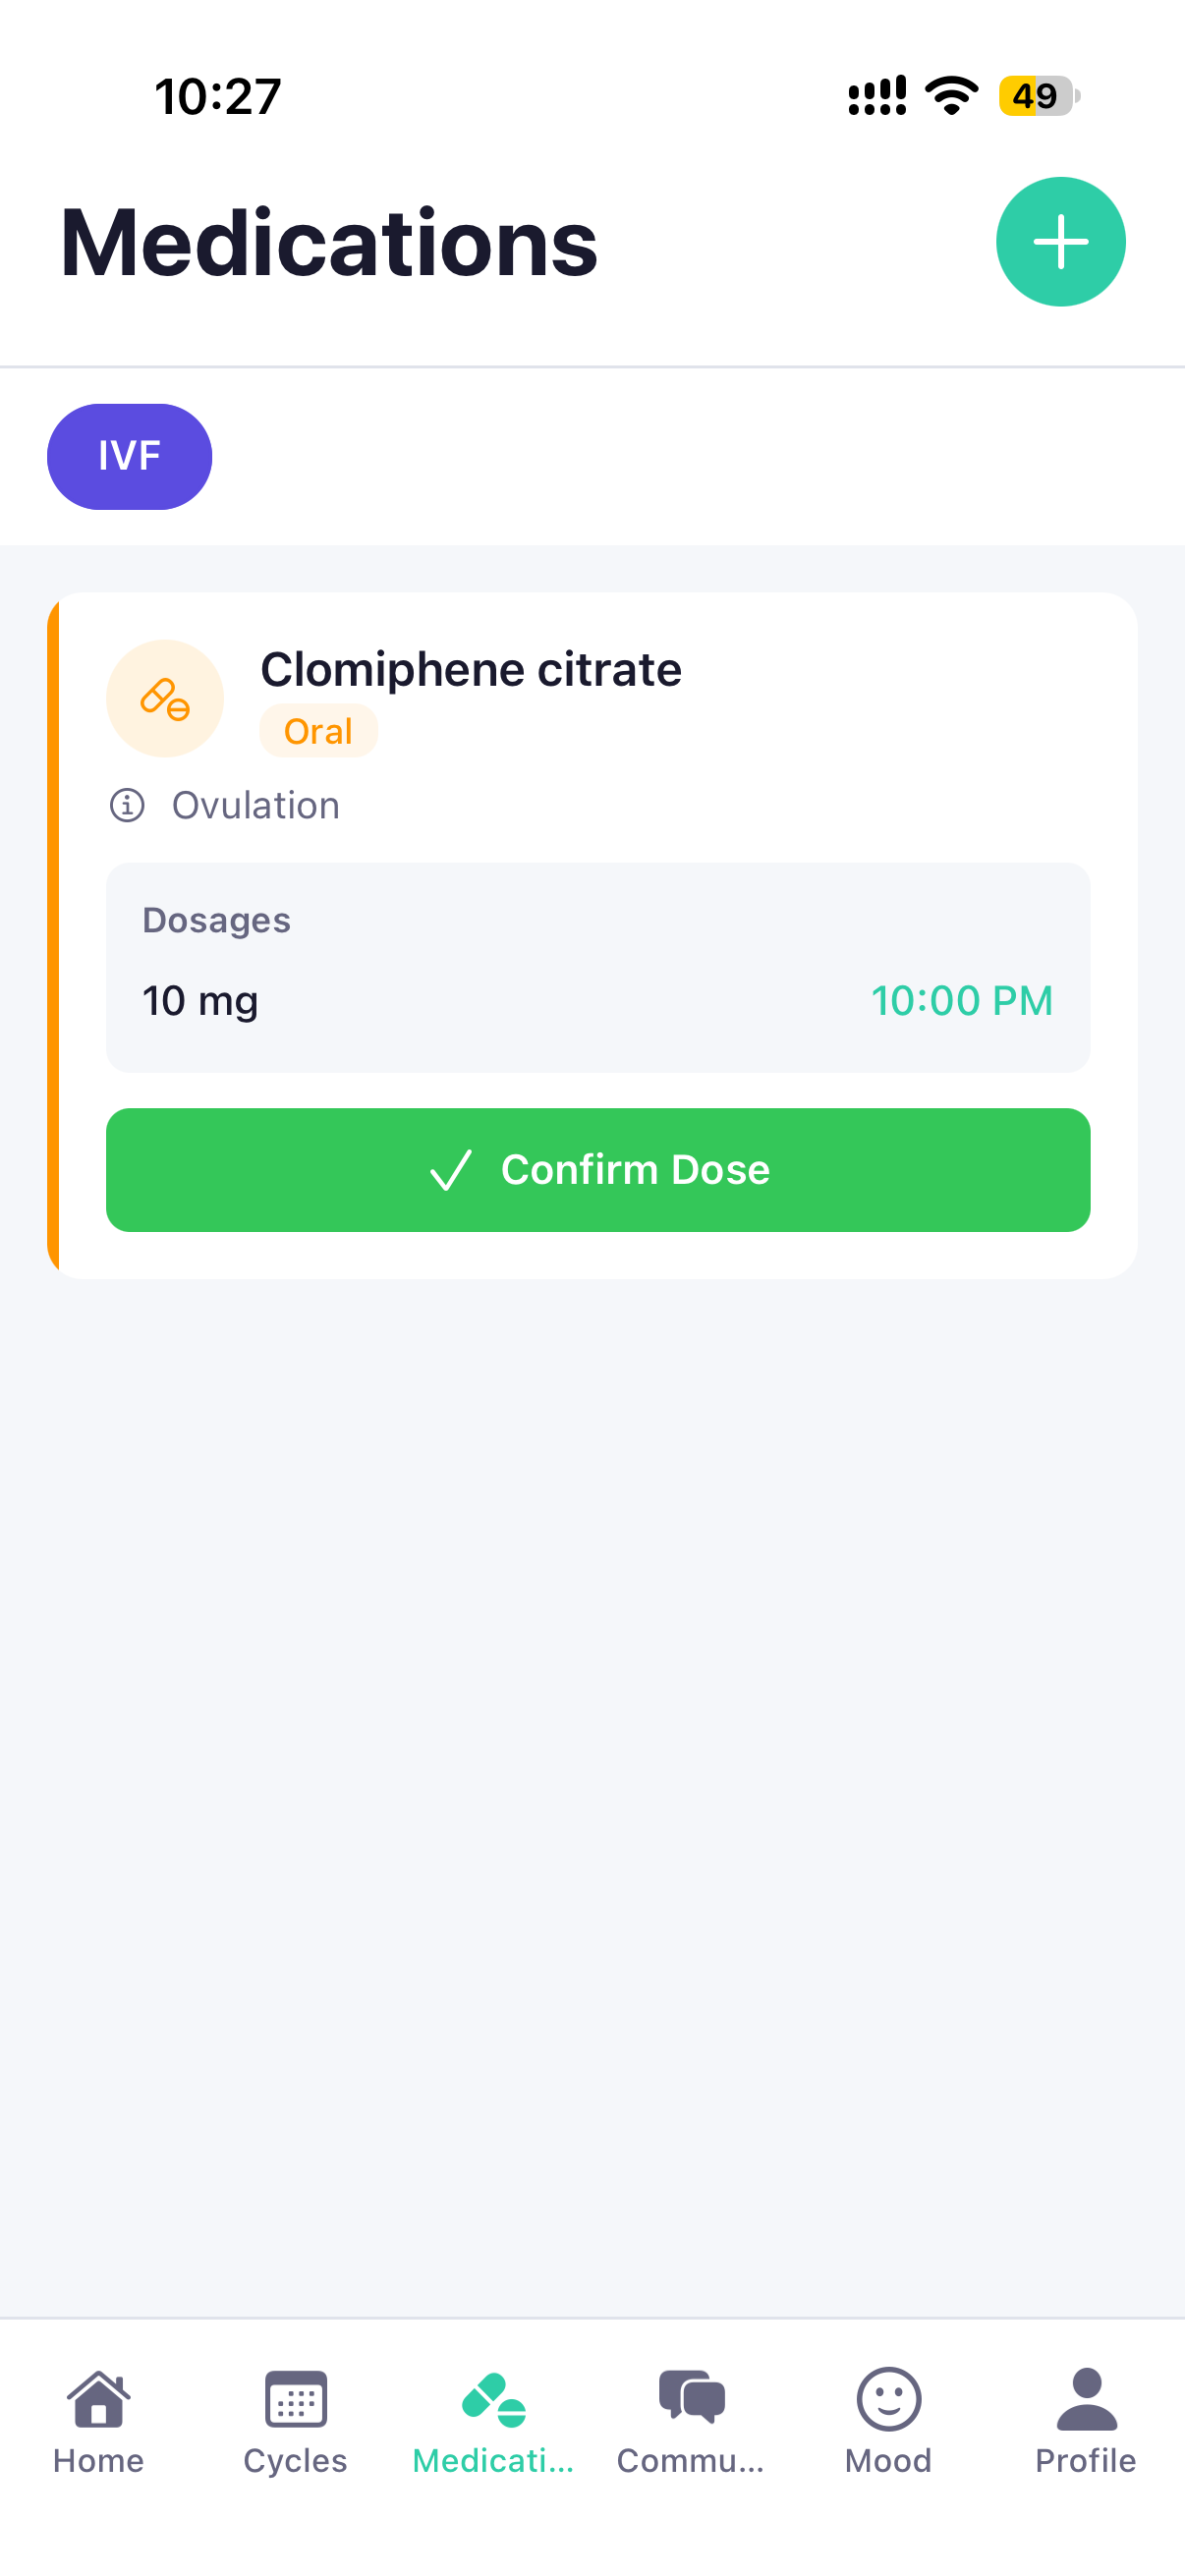 10:27
49
Medications
IVF
Clomiphene citrate
Oral
Ovulation
Dosages
10 mg
10:00 PM
Confirm Dose
Home
Cycles
Medicati...
Commu...
Mood
Profile